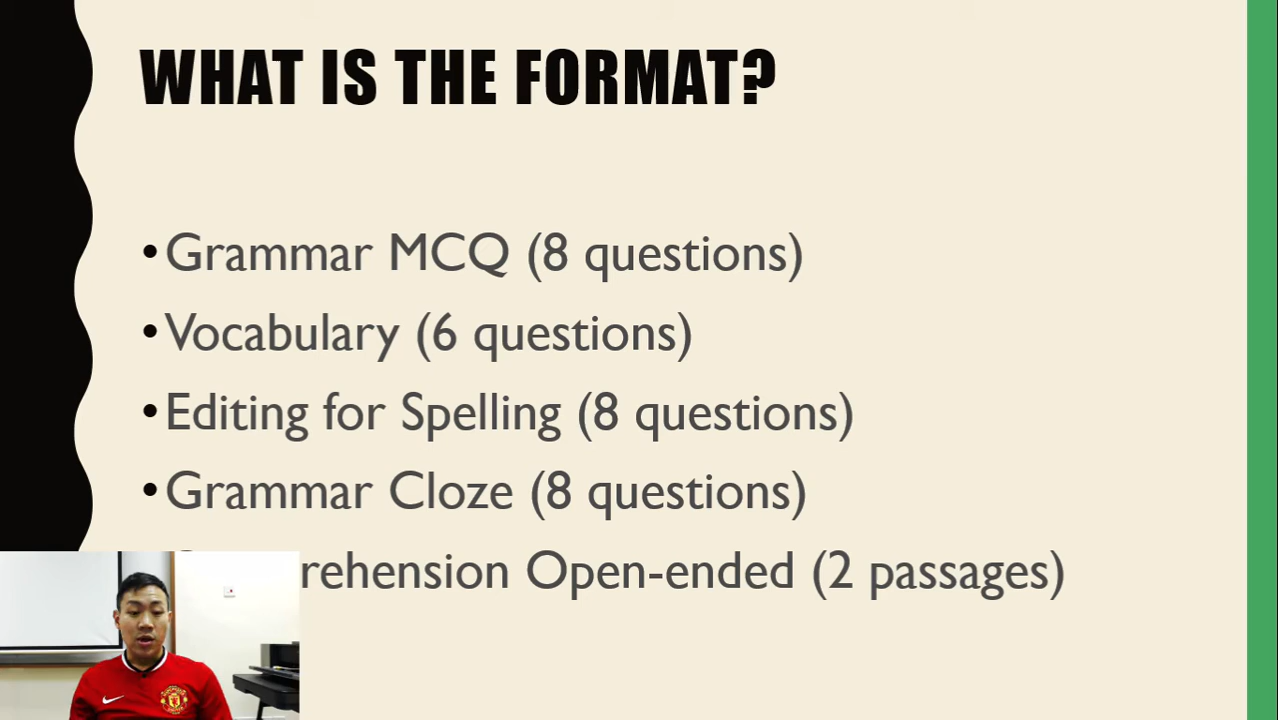 WHAT IS THE FORMAT?
•Grammar MCQ (8 questions)
•Vocabulary (6 questions)
•Editing for Spelling (8 questions)
•Grammar Cloze (8 questions)
Open-ended (2 passages)